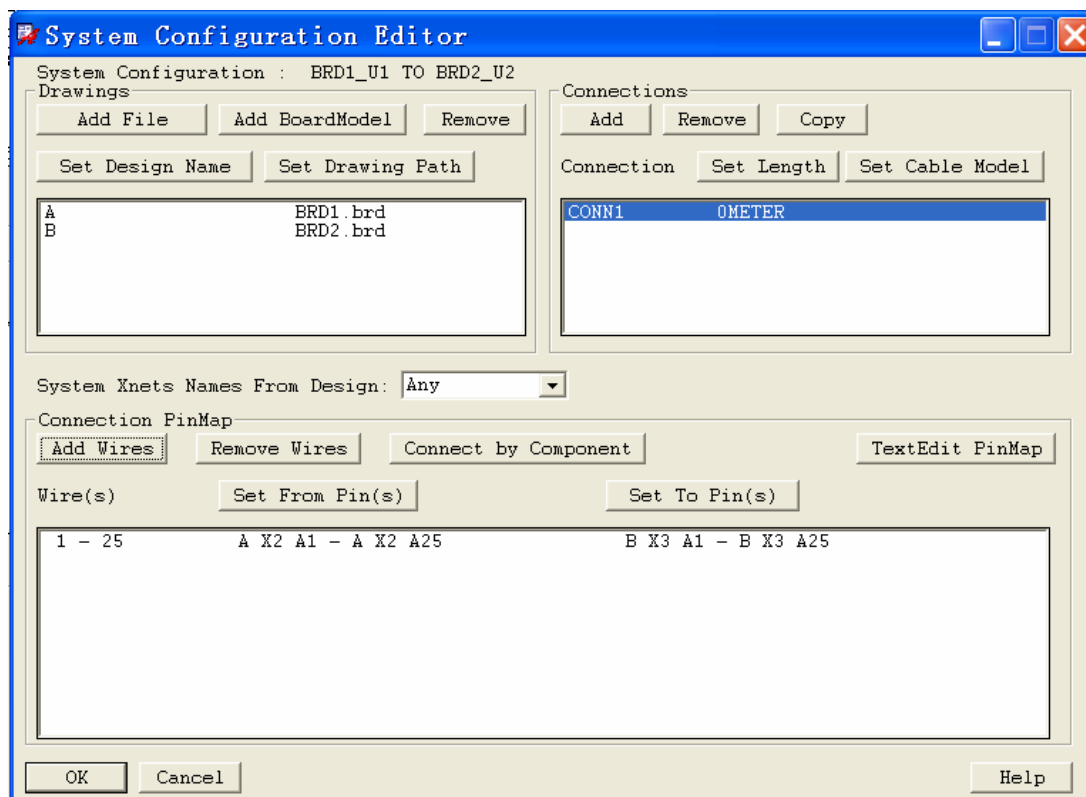 System Configuration Editor
System Configuration : BRD1_U1 TO BRD2_U2
Drawings
Add File Add BoardModel Remove
Set Design Name Set Drawing Path
A BRD1.brd
B BRD2.brd
Connections
Add Remove Copy
Connection Set Length Set Cable Model
CONN1 0METER
System Xnets Names From Design: Any
Connection PinMap
Add Wires Remove Wires Connect by Component TextEdit PinMap
Wire(s) Set From Pin(s) Set To Pin(s)
1 - 25 A X2 A1 - A X2 A25 B X3 A1 - B X3 A25
OK Cancel Help